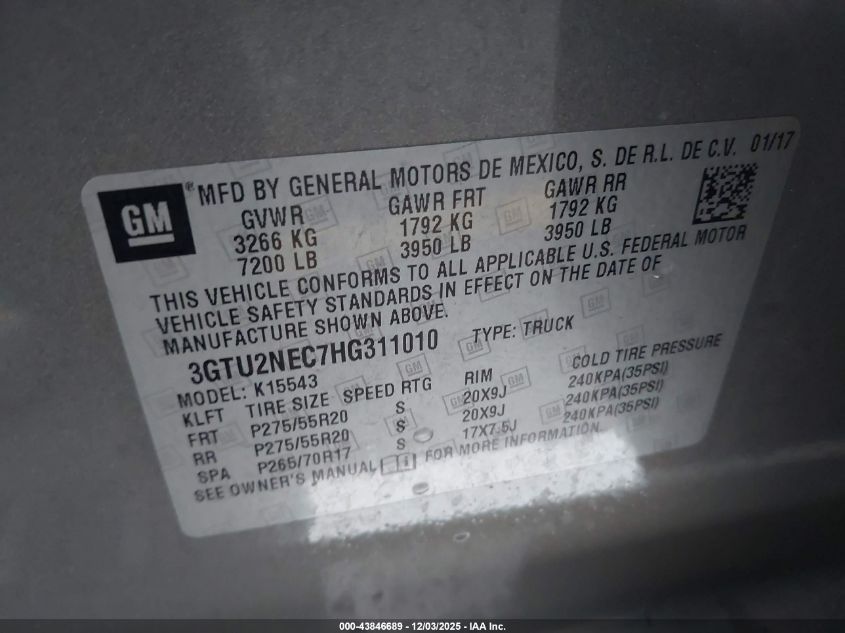 GM ® MFD BY GENERAL MOTORS DE MEXICO, S. DE R.L. DE C.V. 01/17
GVWR GAWR FRT GAWR RR
3266 KG 1792 KG 1792 KG
7200 LB 3950 LB 3950 LB
THIS VEHICLE CONFORMS TO ALL APPLICABLE U.S. FEDERAL MOTOR
VEHICLE SAFETY STANDARDS IN EFFECT ON THE DATE OF
MANUFACTURE SHOWN ABOVE.
3GTU2NEC7HG311010 TYPE: TRUCK
MODEL: K15543
KLFT TIRE SIZE SPEED RTG RIM COLD TIRE PRESSURE
FRT P275/55R20 S 20X9J 240KPA(35PSI)
RR P275/55R20 S 20X9J 240KPA(35PSI)
SPA P265/70R17 S 17X7.5J 240KPA(35PSI)
SEE OWNER'S MANUAL i FOR MORE INFORMATION
000-43846689 - 12/03/2025 - IAA Inc.